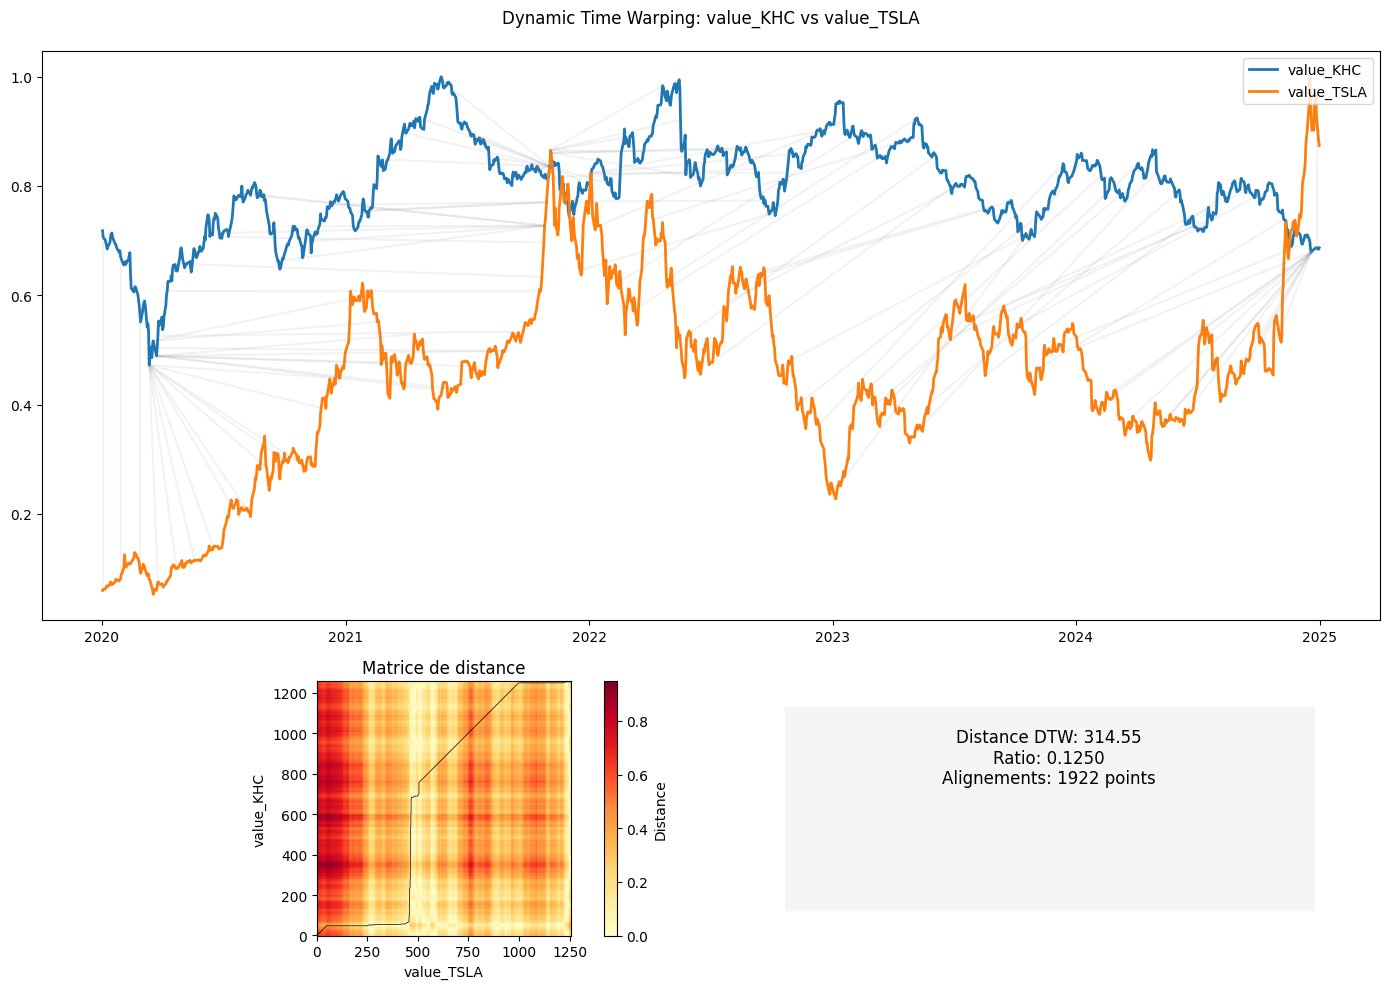 Dynamic Time Warping: value_KHC vs value_TSLA
value_KHC
value_TSLA
1.0
0.8
0.6
0.4
0.2
2020 2021 2022 2023 2024 2025
Matrice de distance
value_KHC
1200
1000
800
600
400
200
0
0 250 500 750 1000 1250
value_TSLA
0.8
0.6
0.4
0.2
0.0
Distance
Distance DTW: 314.55
Ratio: 0.1250
Alignements: 1922 points